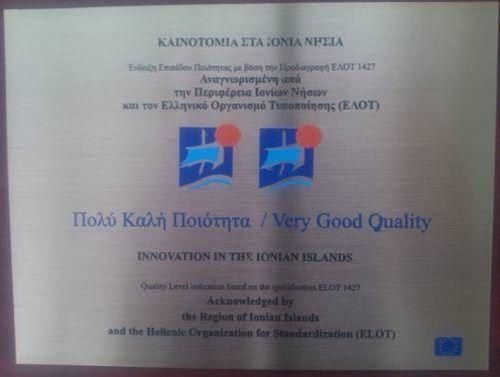 ΚΑΙΝΟΤΟΜΙΑ ΣΤΑ ΙΟΝΙΑ ΝΗΣΙΑ
Ένδειξη Επιπέδου Ποιότητας με βάση την Προδιαγραφή ΕΛΟΤ 1427
Αναγνωρισμένη από
την Περιφέρεια Ιονίων Νήσων
και τον Ελληνικό Οργανισμό Τυποποίησης (ΕΛΟΤ)
Πολύ Καλή Ποιότητα / Very Good Quality
INNOVATION IN THE IONIAN ISLANDS
Quality Level indication based on the specification ELOT 1427
Acknowledged by
the Region of Ionian Islands
and the Hellenic Organization for Standardization (ELOT)